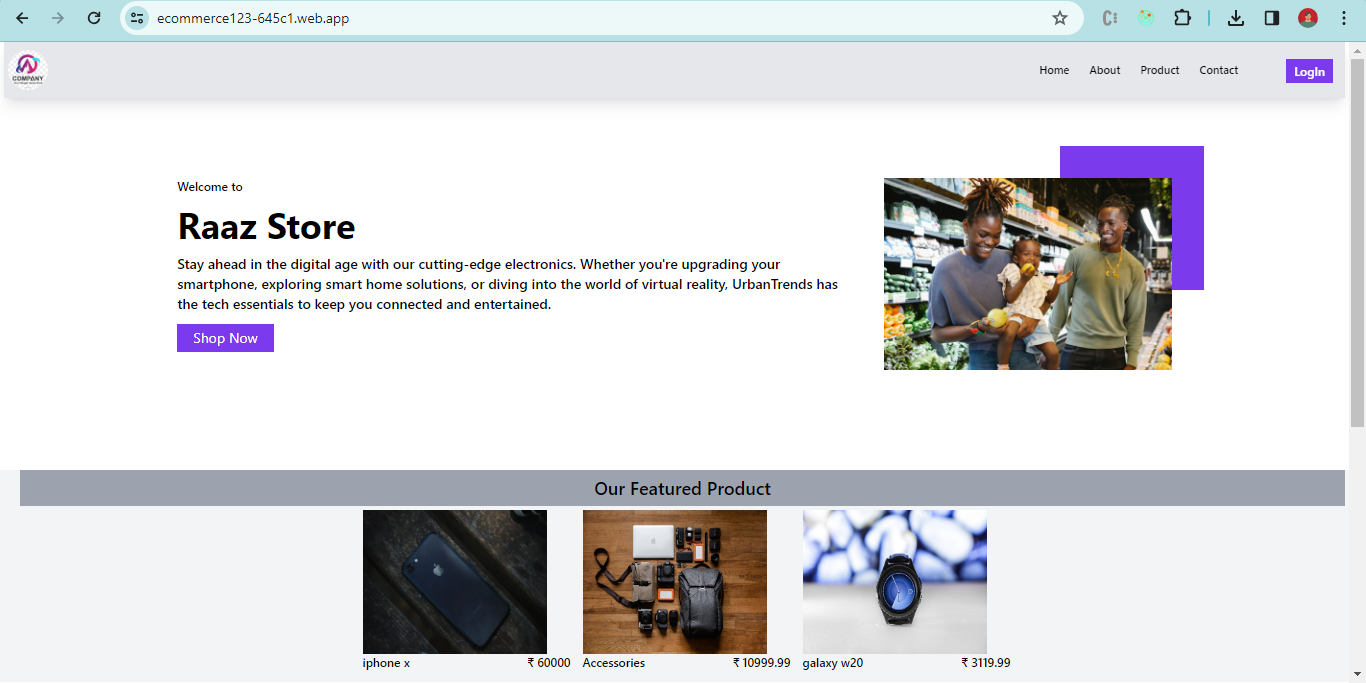 ecommerce123-645c1.web.app
COMPANY
Home About Product Contact LogIn
Welcome to
Raaz Store
Stay ahead in the digital age with our cutting-edge electronics. Whether you're upgrading your
smartphone, exploring smart home solutions, or diving into the world of virtual reality, UrbanTrends has
the tech essentials to keep you connected and entertained.
Shop Now
Our Featured Product
iphone x ₹ 60000 Accessories ₹ 10999.99 galaxy w20 ₹ 3119.99